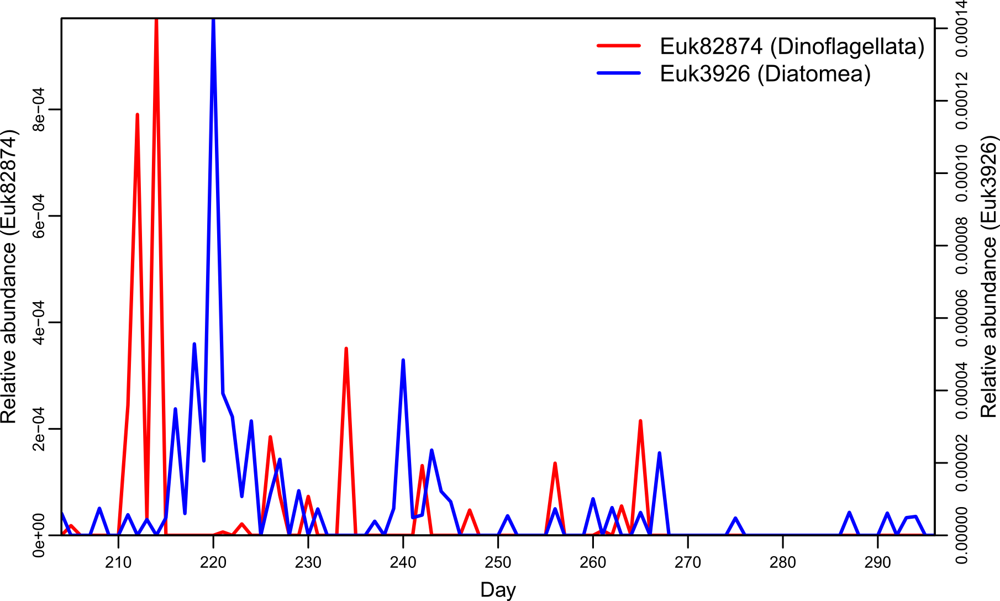 Euk82874 (Dinoflagellata)
Euk3926 (Diatomea)
Relative abundance (Euk82874)
0e+00
2e−04
4e−04
6e−04
8e−04
Relative abundance (Euk3926)
0.00000
0.00002
0.00004
0.00006
0.00008
0.00010
0.00012
0.00014
210
220
230
240
250
260
270
280
290
Day